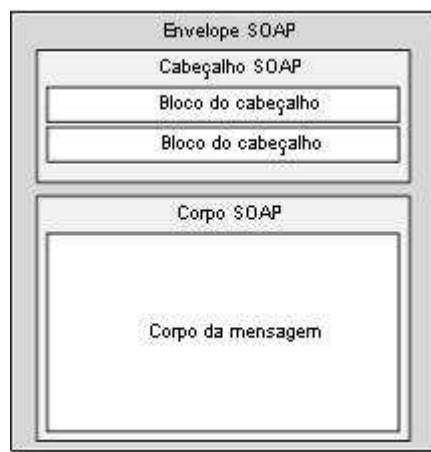 Envelope SOAP
Cabeçalho SOAP
Bloco do cabeçalho
Bloco do cabeçalho
Corpo SOAP
Corpo da mensagem